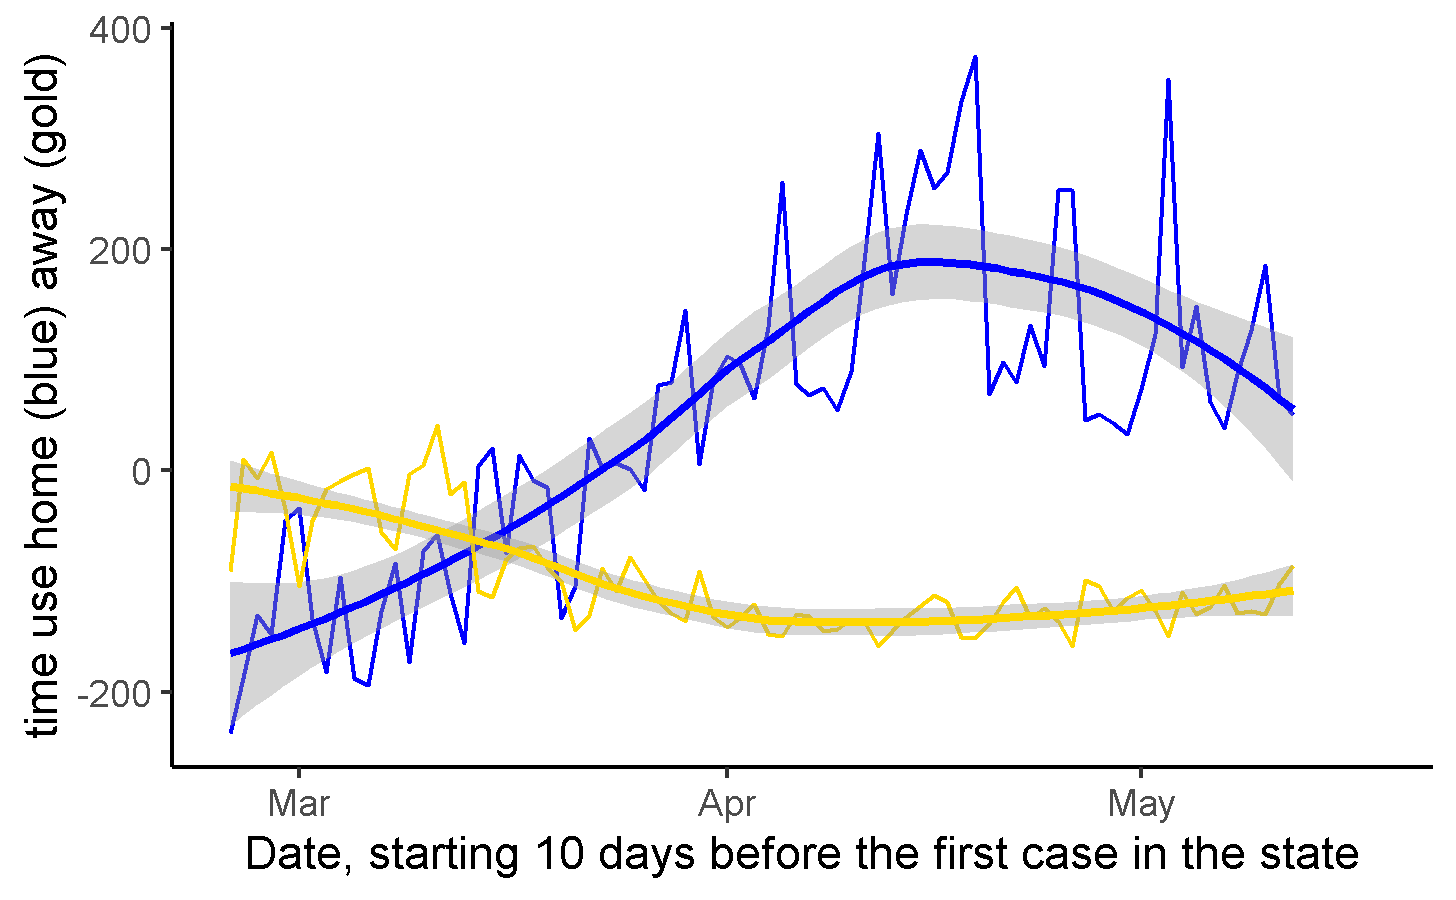 time use home (blue) away (gold)
400
200
0
-200
Mar
Apr
May
Date, starting 10 days before the first case in the state